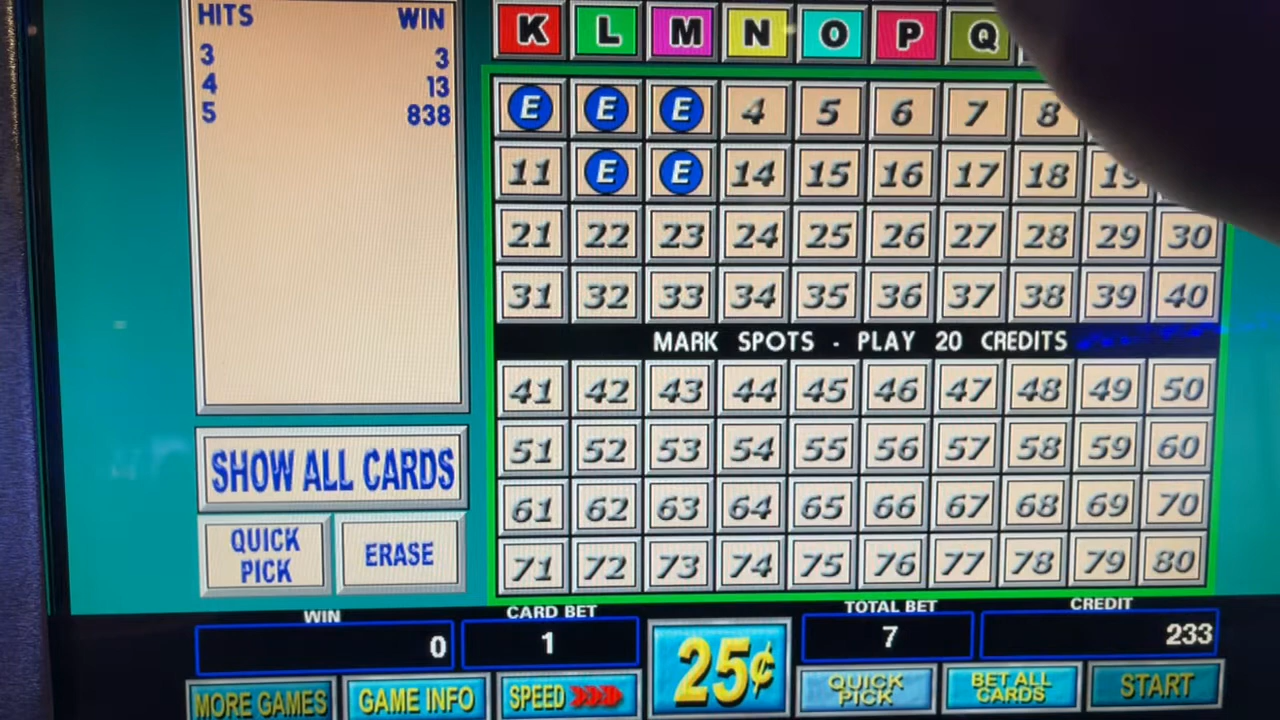 HITS WIN
3 3
4 13
5 838
K L M N O P Q
E E E 4 5 6 7 8
11 E E 14 15 16 17 18 19
21 22 23 24 25 26 27 28 29 30
31 32 33 34 35 36 37 38 39 40
MARK SPOTS - PLAY 20 CREDITS
41 42 43 44 45 46 47 48 49 50
51 52 53 54 55 56 57 58 59 60
61 62 63 64 65 66 67 68 69 70
71 72 73 74 75 76 77 78 79 80
SHOW ALL CARDS
QUICK
PICK
ERASE
WIN CARD BET TOTAL BET CREDIT
0 1 7 233
MORE GAMES GAME INFO SPEED 25¢
QUICK
PICK
BET ALL
CARDS
START